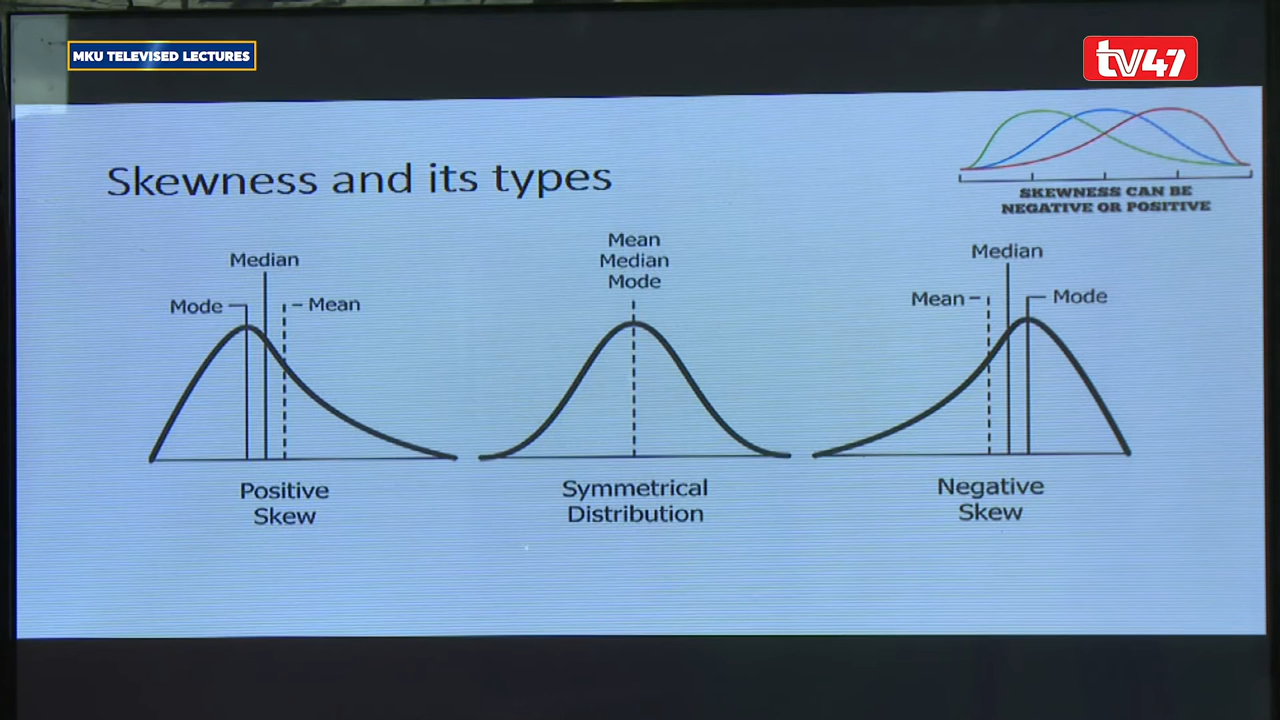 MKU TELEVISED LECTURES
tv47
Skewness and its types
SKEWNESS CAN BE
NEGATIVE OR POSITIVE
Median
Mode
Mean
Positive
Skew
Mean
Median
Mode
Symmetrical
Distribution
Median
Mean
Mode
Negative
Skew